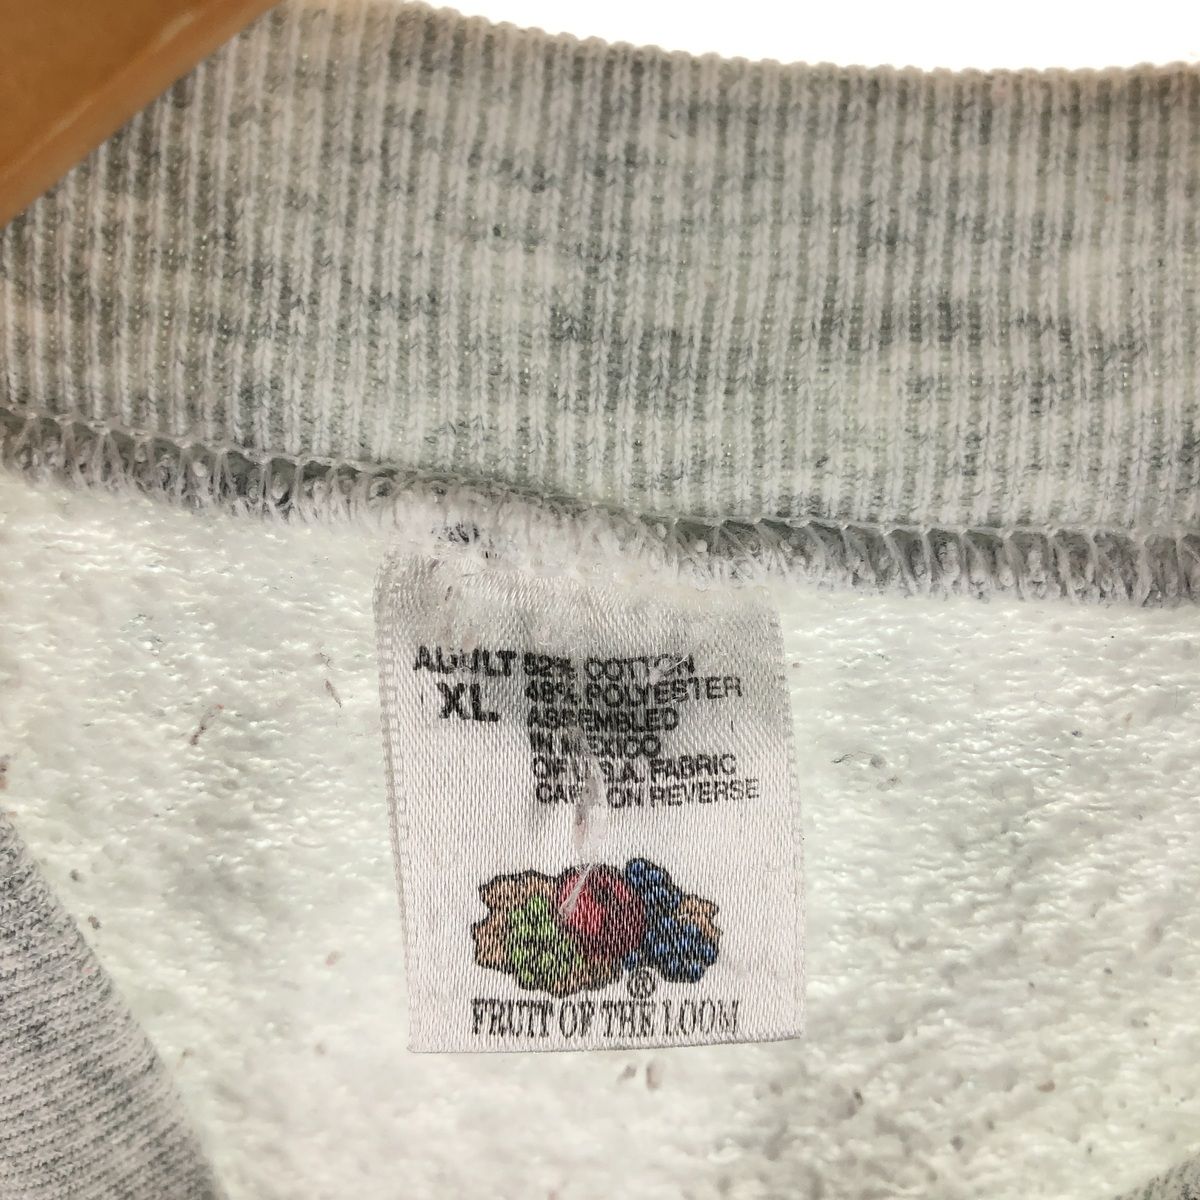 ADULT 52% COTTON
XL 48% POLYESTER
ASSEMBLED
IN MEXICO
OF U.S.A. FABRIC
CARE ON REVERSE
®
FRUIT OF THE LOOM